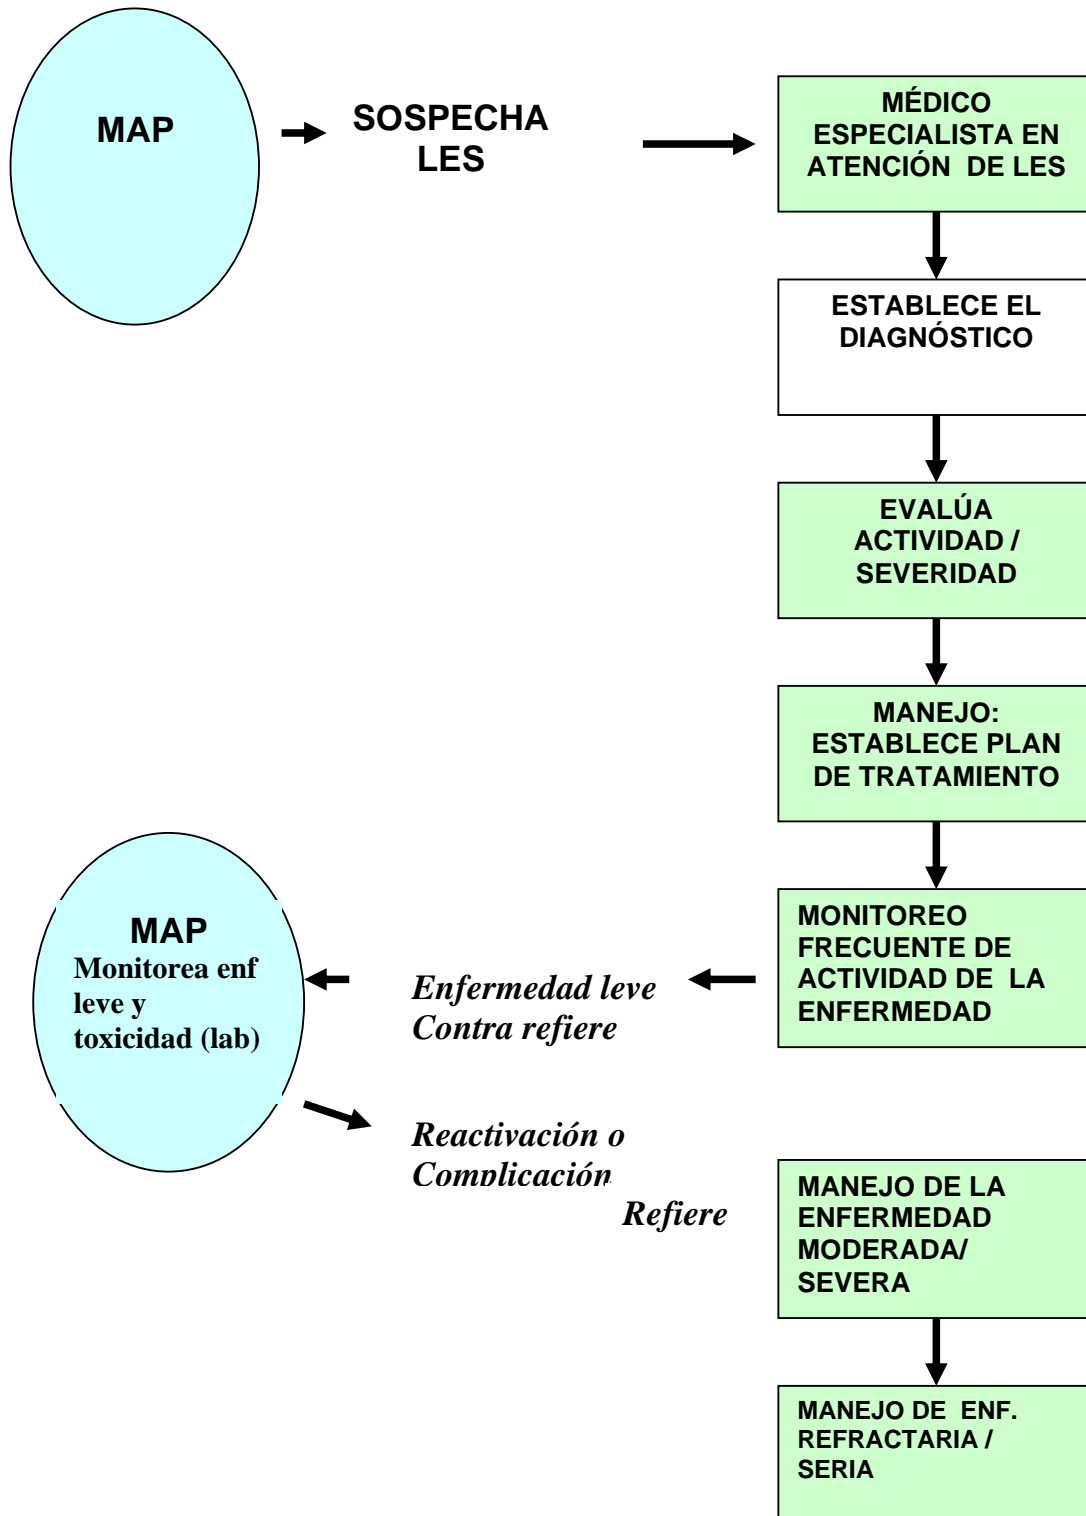 MAP
SOSPECHA
LES
MÉDICO
ESPECIALISTA EN
ATENCIÓN DE LES
ESTABLECE EL
DIAGNÓSTICO
EVALÚA
ACTIVIDAD /
SEVERIDAD
MANEJO:
ESTABLECE PLAN
DE TRATAMIENTO
MONITOREO
FRECUENTE DE
ACTIVIDAD DE LA
ENFERMEDAD
Enfermedad leve
Contra refiere
MAP
Monitorea enf
leve y
toxicidad (lab)
Reactivación o
Complicación
Refiere
MANEJO DE LA
ENFERMEDAD
MODERADA/
SEVERA
MANEJO DE ENF.
REFRACTARIA /
SERIA